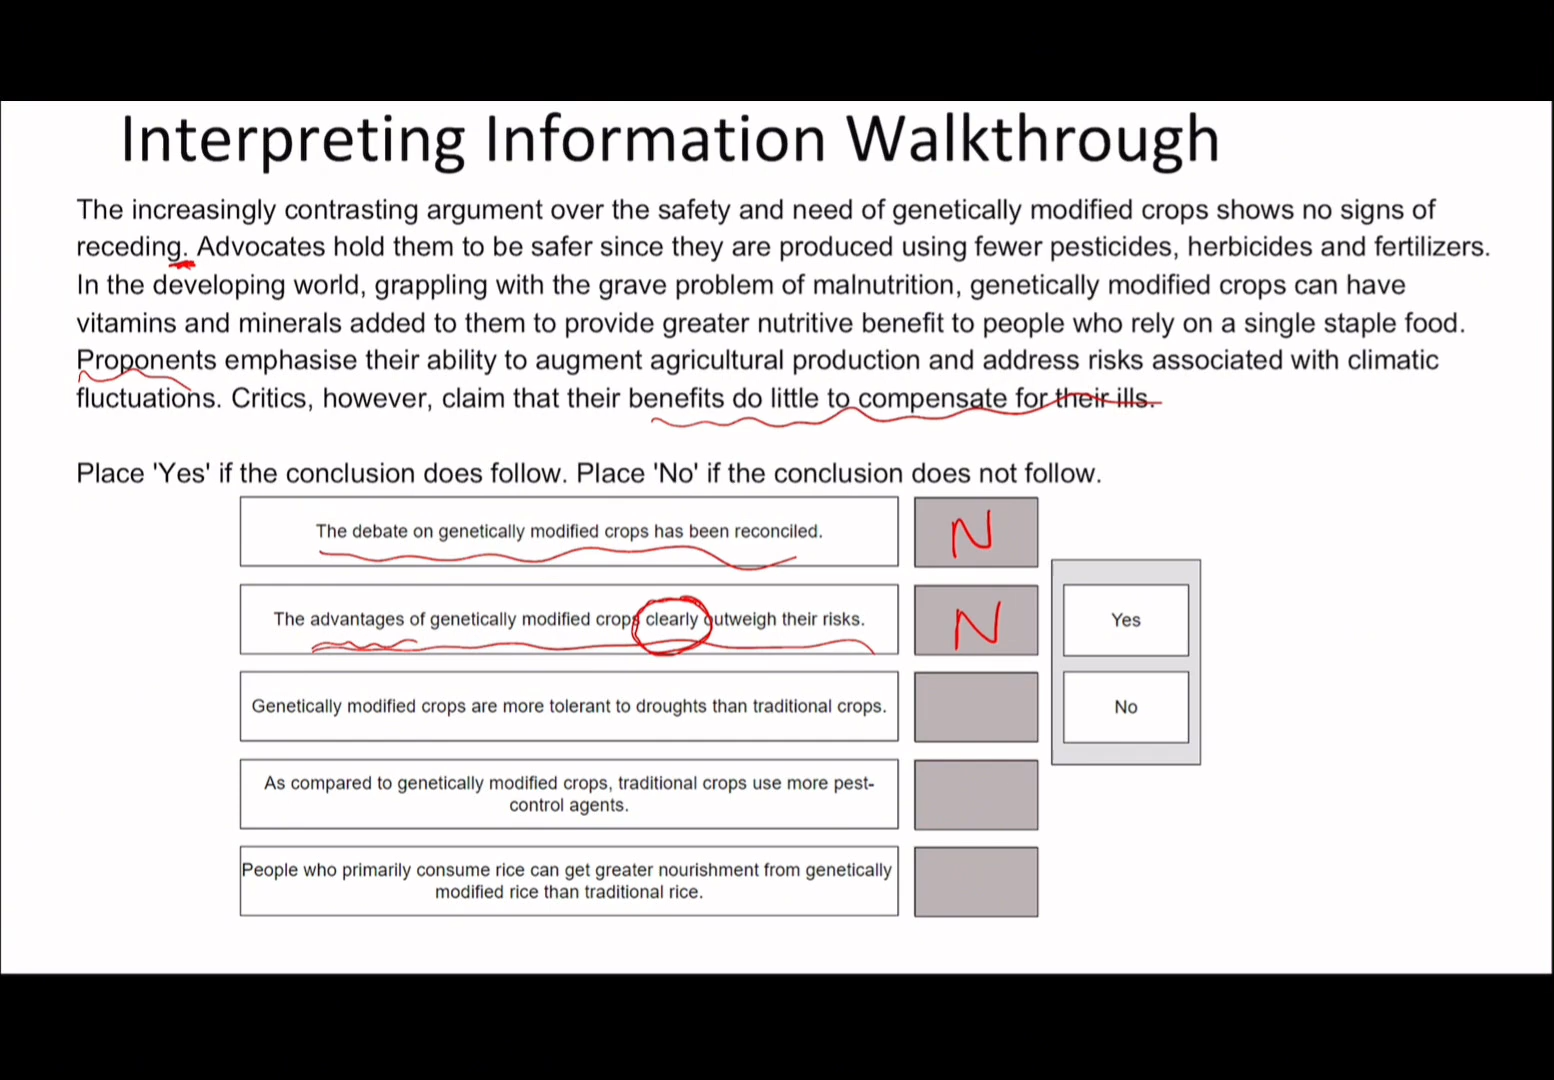 Interpreting Information Walkthrough
The increasingly contrasting argument over the safety and need of genetically modified crops shows no signs of
receding. Advocates hold them to be safer since they are produced using fewer pesticides, herbicides and fertilizers.
In the developing world, grappling with the grave problem of malnutrition, genetically modified crops can have
vitamins and minerals added to them to provide greater nutritive benefit to people who rely on a single staple food.
Proponents emphasise their ability to augment agricultural production and address risks associated with climatic
fluctuations. Critics, however, claim that their benefits do little to compensate for their ills.
Place 'Yes' if the conclusion does follow. Place 'No' if the conclusion does not follow.
The debate on genetically modified crops has been reconciled.
N
The advantages of genetically modified crops clearly outweigh their risks.
N
Yes
Genetically modified crops are more tolerant to droughts than traditional crops.
No
As compared to genetically modified crops, traditional crops use more pest-
control agents.
People who primarily consume rice can get greater nourishment from genetically
modified rice than traditional rice.